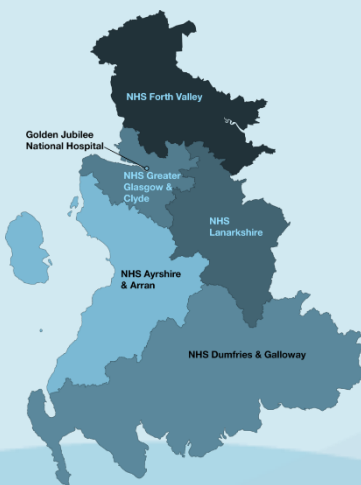 NHS Forth Valley
Golden Jubilee
National Hospital
NHS Greater
Glasgow &
Clyde
NHS
Lanarkshire
NHS Ayrshire
& Arran
NHS Dumfries & Galloway